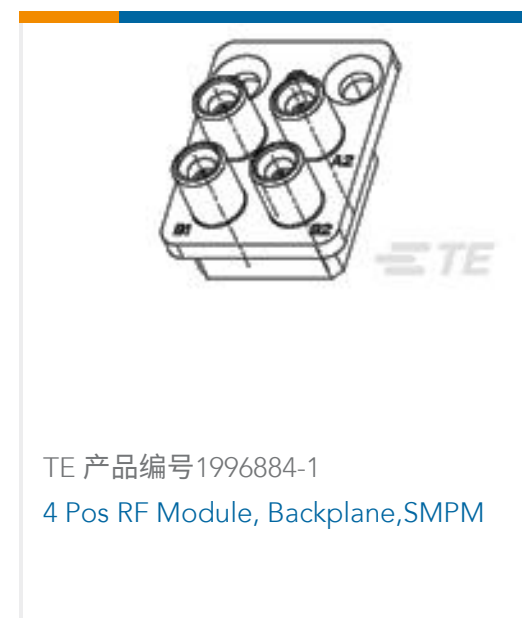 A2
B1
B2
TE
TE 产品编号1996884-1
4 Pos RF Module, Backplane,SMPM